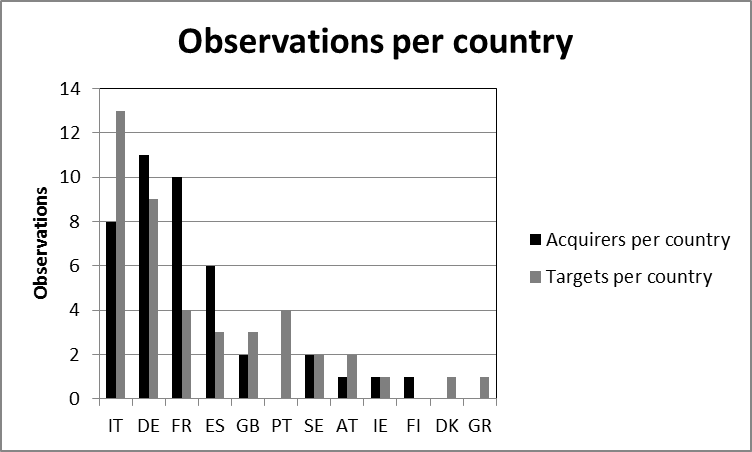 Observations per country
14
12
10
8
6
4
2
0
Observations
IT DE FR ES GB PT SE AT IE FI DK GR
Acquirers per country
Targets per country